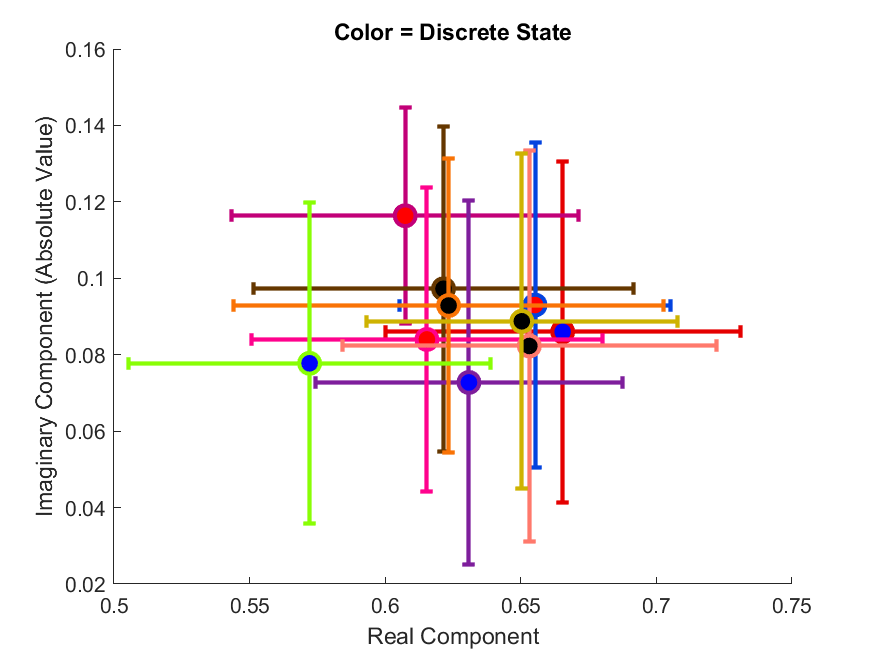 Color = Discrete State
0.16
0.14
0.12
0.1
0.08
0.06
0.04
0.02
Imaginary Component (Absolute Value)
0.5 0.55 0.6 0.65 0.7 0.75
Real Component